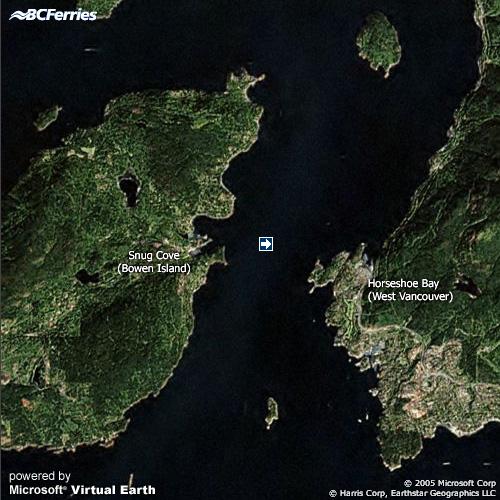 BCFerries
Snug Cove
(Bowen Island)
Horseshoe Bay
(West Vancouver)
powered by
Microsoft® Virtual Earth
© 2005 Microsoft Corp
© Harris Corp, Earthstar Geographics LLC